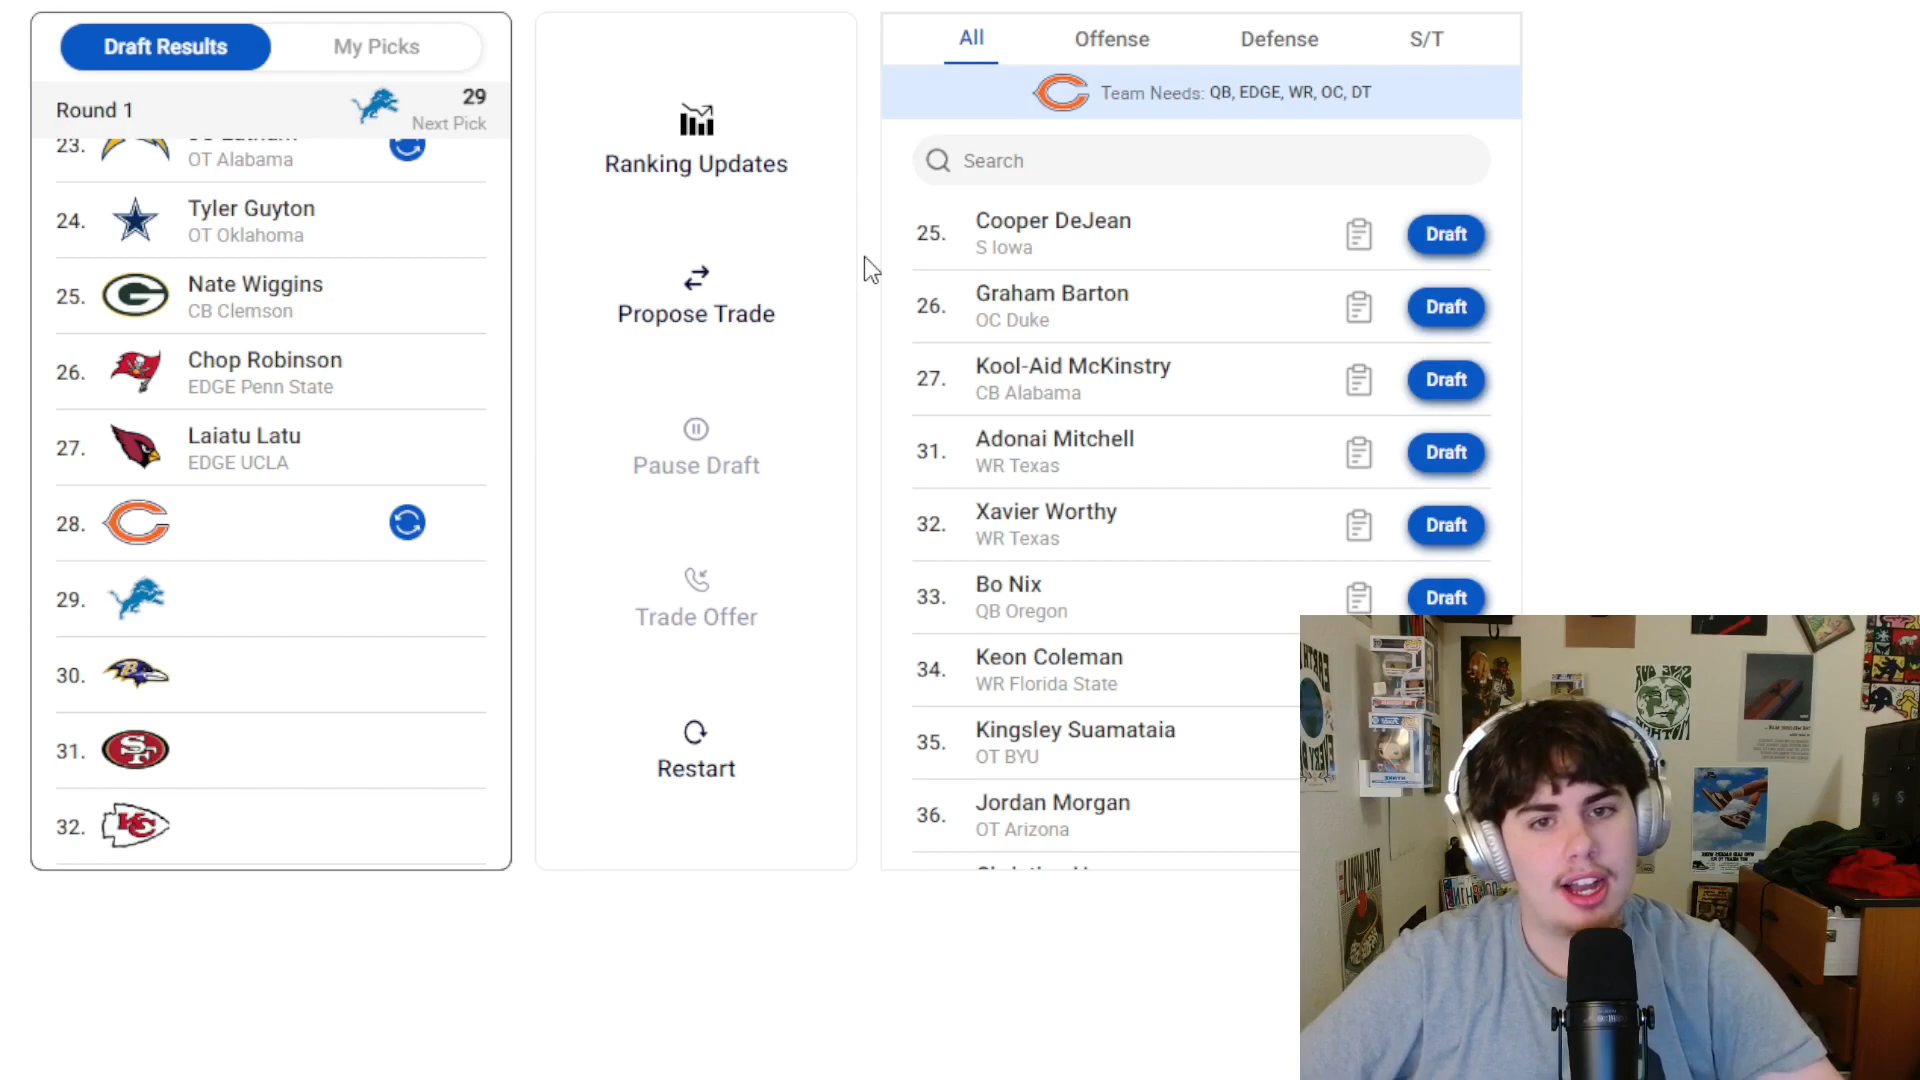 Draft Results
My Picks
Round 1
29
Next Pick
23.
OT Alabama
24.
Tyler Guyton
OT Oklahoma
25.
Nate Wiggins
CB Clemson
26.
Chop Robinson
EDGE Penn State
27.
Laiatu Latu
EDGE UCLA
28.
29.
30.
31.
32.
Ranking Updates
Propose Trade
Pause Draft
Trade Offer
Restart
All
Offense
Defense
S/T
Team Needs: QB, EDGE, WR, OC, DT
Search
25.
Cooper DeJean
S Iowa
Draft
26.
Graham Barton
OC Duke
Draft
27.
Kool-Aid McKinstry
CB Alabama
Draft
31.
Adonai Mitchell
WR Texas
Draft
32.
Xavier Worthy
WR Texas
Draft
33.
Bo Nix
QB Oregon
Draft
34.
Keon Coleman
WR Florida State
35.
Kingsley Suamataia
OT BYU
36.
Jordan Morgan
OT Arizona